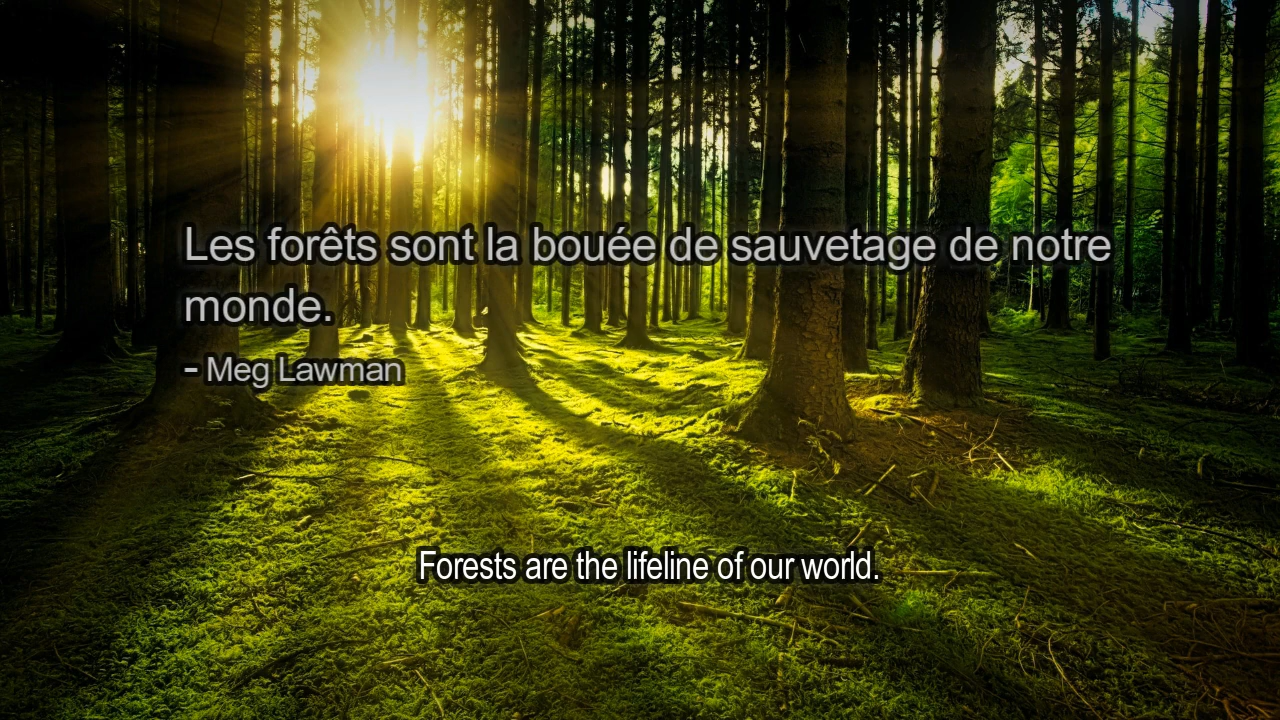 Les forêts sont la bouée de sauvetage de notre
monde.
- Meg Lawman
Forests are the lifeline of our world.